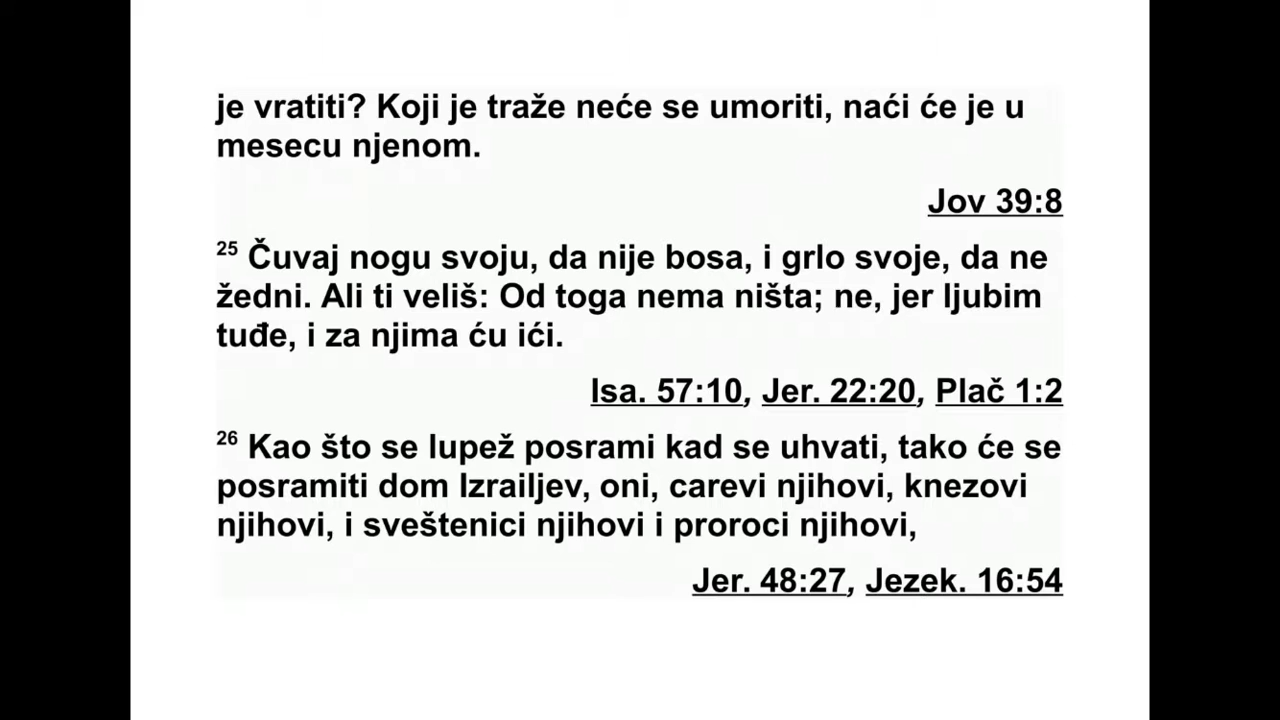 je vratiti? Koji je traže neće se umoriti, naći će je u
mesecu njenom.
Jov 39:8
25 Čuvaj nogu svoju, da nije bosa, i grlo svoje, da ne
žedni. Ali ti veliš: Od toga nema ništa; ne, jer ljubim
tuđe, i za njima ću ići.
Isa. 57:10, Jer. 22:20, Plač 1:2
26 Kao što se lupež posrami kad se uhvati, tako će se
posramiti dom Izrailjev, oni, carevi njihovi, knezovi
njihovi, i sveštenici njihovi i proroci njihovi,
Jer. 48:27, Jezek. 16:54